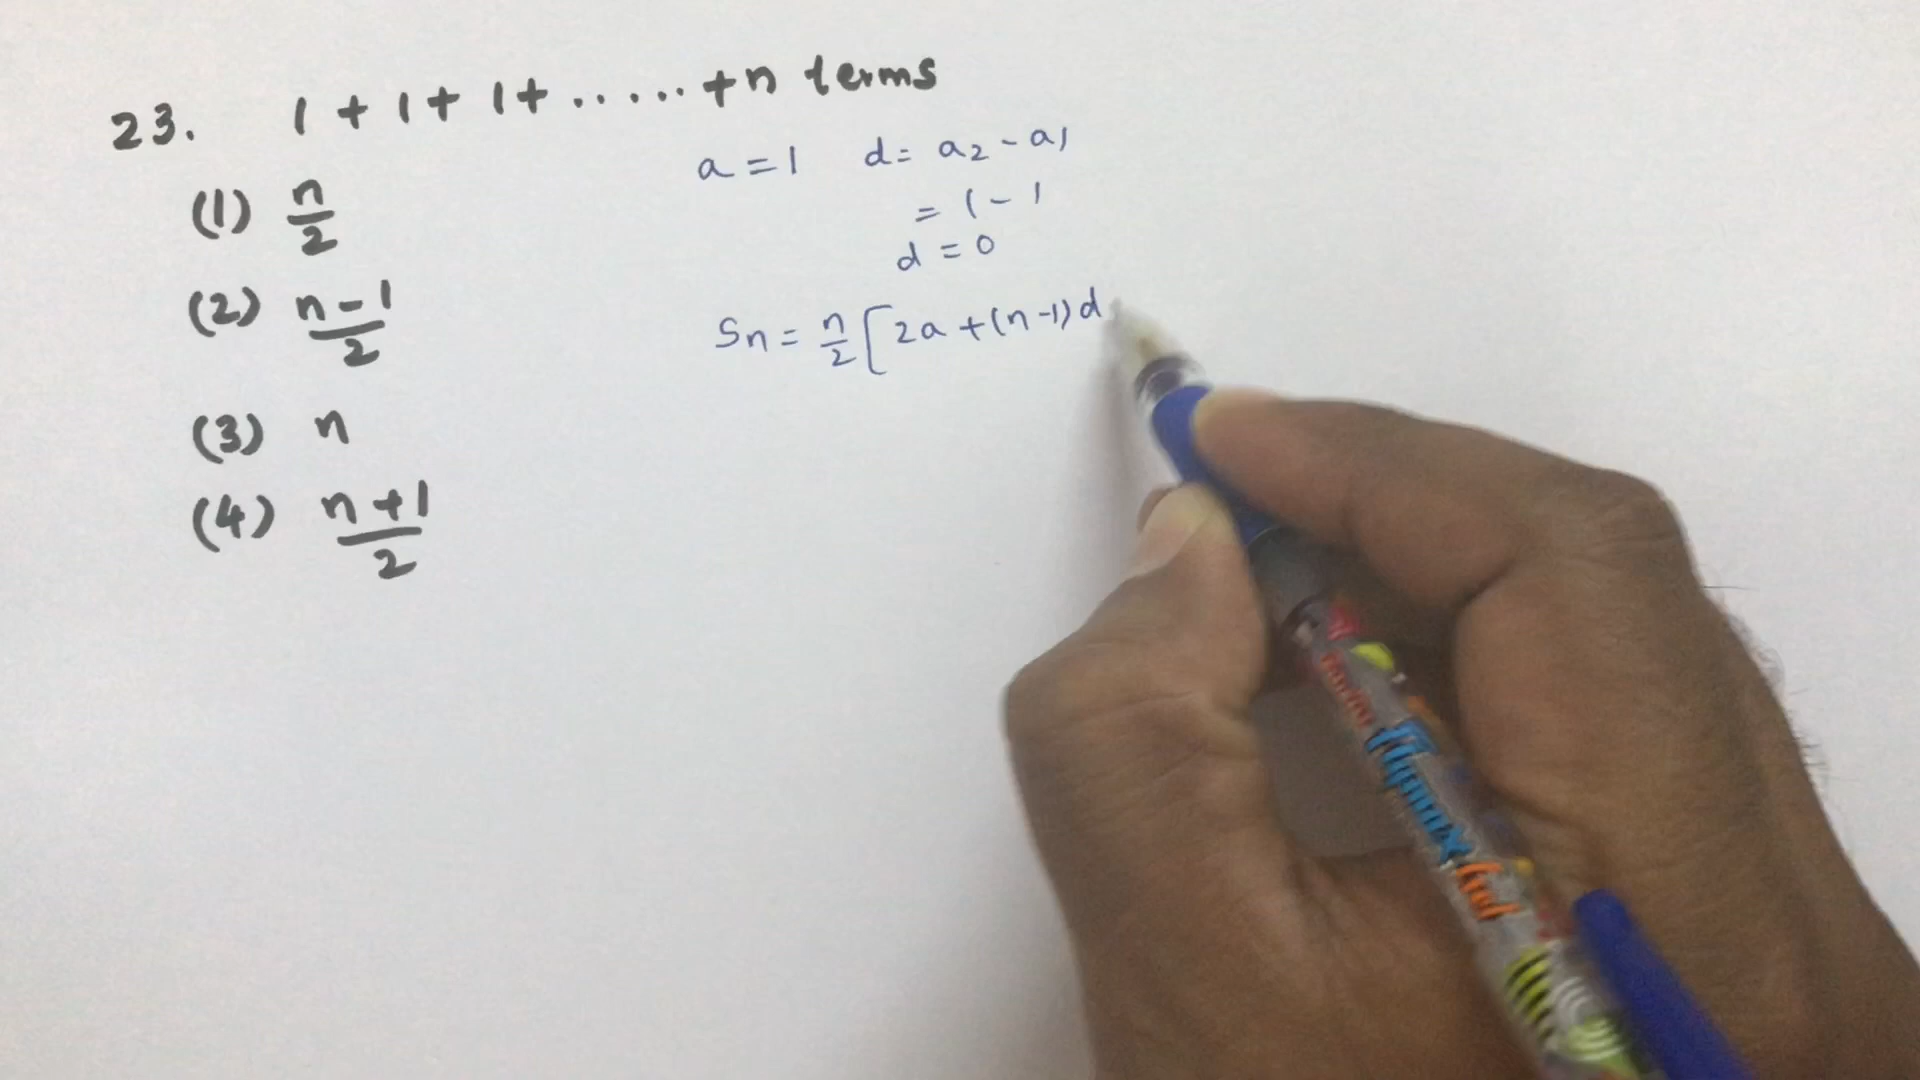 23. 1 + 1 + 1 + ..... + n terms
(1) n/2
(2) n-1/2
(3) n
(4) n+1/2
a = 1 d = a2 - a1
= 1 - 1
d = 0
Sn = n/2 [2a + (n-1)d